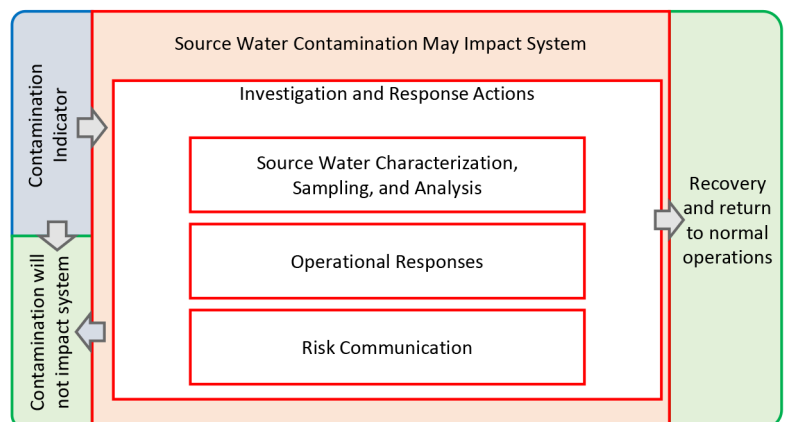 Source Water Contamination May Impact System
Contamination
Indicator
Investigation and Response Actions
Source Water Characterization,
Sampling, and Analysis
Operational Responses
Risk Communication
Contamination will
not impact system
Recovery
and return
to normal
operations